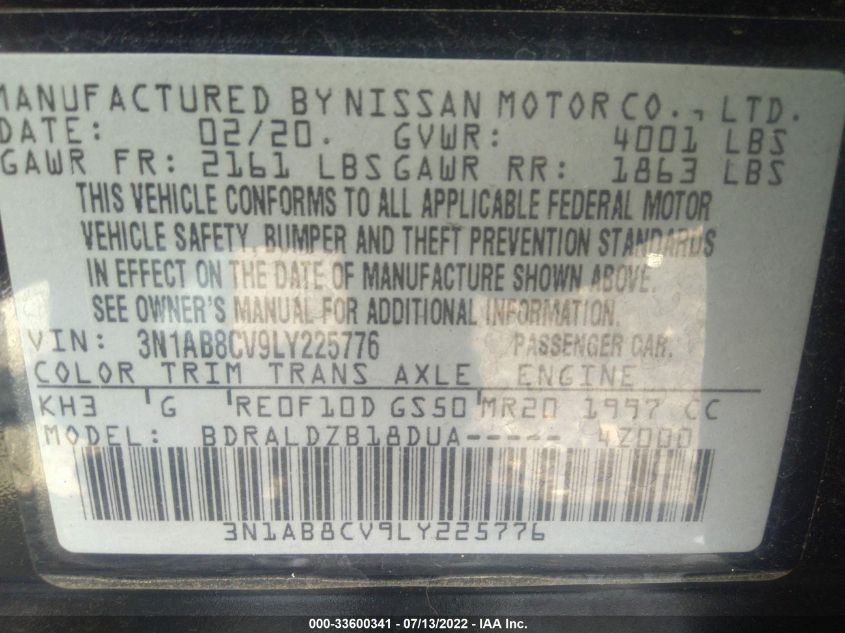 MANUFACTURED BY NISSAN MOTOR CO., LTD.
DATE: 02/20. GVWR: 4001 LBS
GAWR FR: 2161 LBS GAWR RR: 1863 LBS
THIS VEHICLE CONFORMS TO ALL APPLICABLE FEDERAL MOTOR
VEHICLE SAFETY, BUMPER AND THEFT PREVENTION STANDARDS
IN EFFECT ON THE DATE OF MANUFACTURE SHOWN ABOVE.
SEE OWNER'S MANUAL FOR ADDITIONAL INFORMATION.
VIN: 3N1AB8CV9LY225776 PASSENGER CAR.
COLOR TRIM TRANS AXLE ENGINE
KH3 G RE0F10D GS50 MR20 1997 CC
MODEL: BDRALDZB18DUA----- 4Z000
3N1AB8CV9LY225776
000-33600341 - 07/13/2022 - IAA Inc.